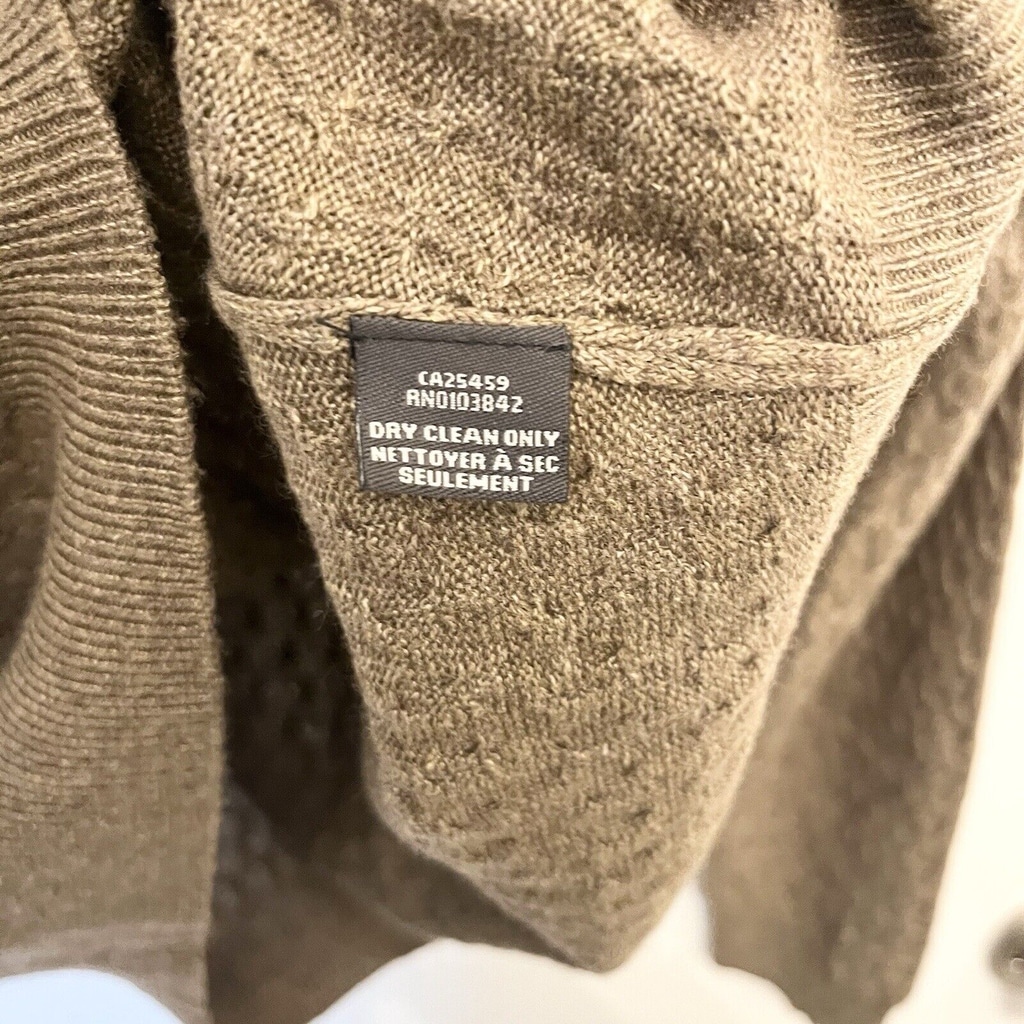 CA25459
RN0103842
DRY CLEAN ONLY
NETTOYER À SEC
SEULEMENT